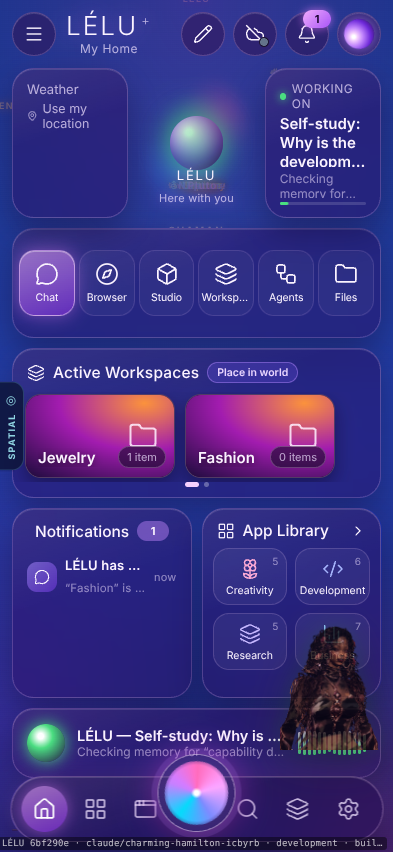 LÉLU +
My Home
1
Weather
Use my
location
LÉLU
Here with you
WORKING
ON
Self-study:
Why is the
developm…
Checking
memory for…
Chat
Browser
Studio
Worksp…
Agents
Files
Active Workspaces
Place in world
SPATIAL
Jewelry
1 item
Fashion
0 items
Notifications
1
LÉLU has …
now
“Fashion” is …
App Library
5
Creativity
6
Development
5
Research
7
LÉLU — Self-study: Why is …
Checking memory for “capability d…
LÉLU 6bf290e · claude/charming-hamilton-icbyrb · development · buil…